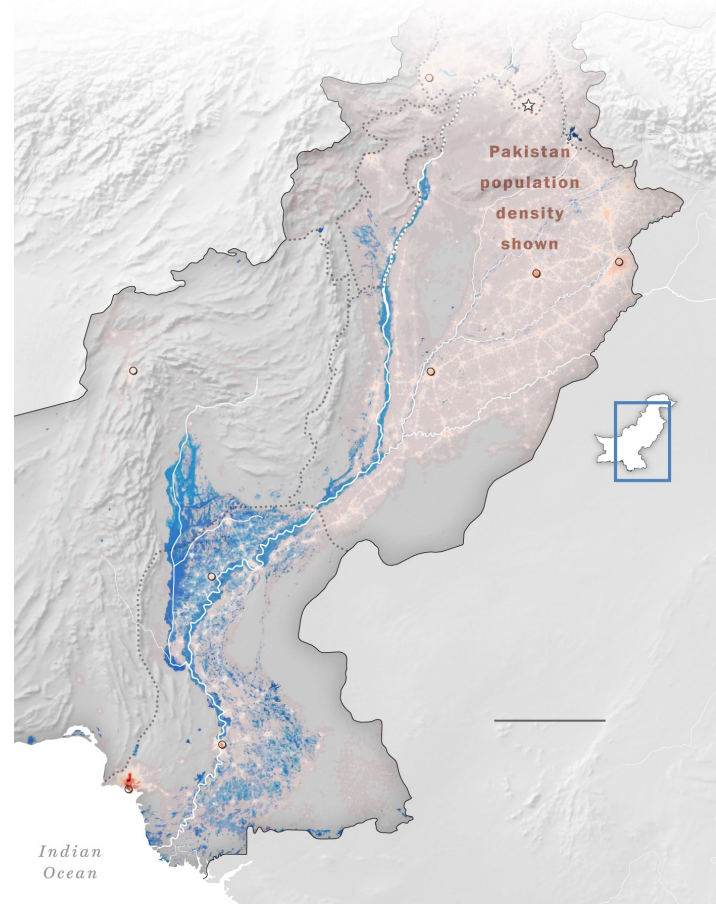 Pakistan
population
density
shown
Indian
Ocean